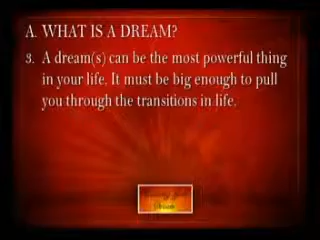 A. WHAT IS A DREAM?
3. A dream(s) can be the most powerful thing
in your life. It must be big enough to pull
you through the transitions in life.